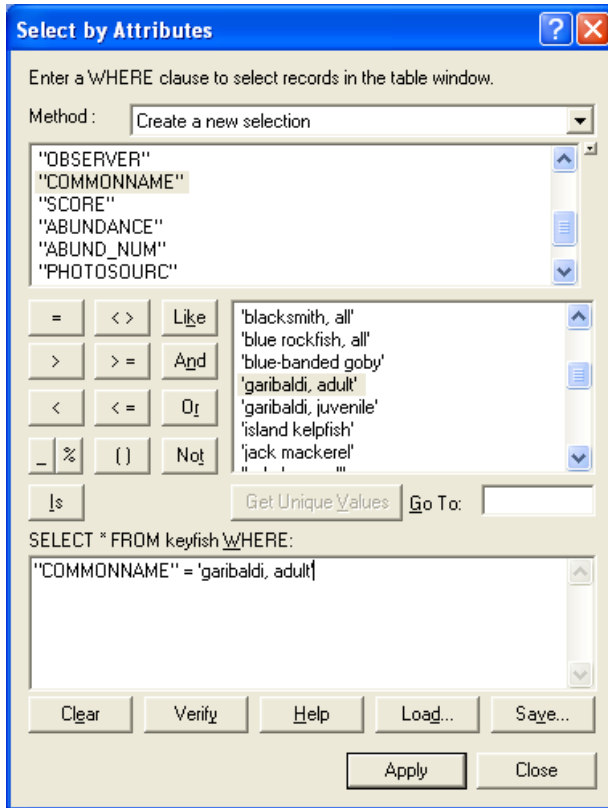 Select by Attributes
Enter a WHERE clause to select records in the table window.
Method : Create a new selection
"OBSERVER"
"COMMONNAME"
"SCORE"
"ABUNDANCE"
"ABUND_NUM"
"PHOTOSOURC"
= < > Like
> > = And
< < = Or
_ % ( ) Not
Is
'blacksmith, all'
'blue rockfish, all'
'blue-banded goby'
'garibaldi, adult'
'garibaldi, juvenile'
'island kelpfish'
'jack mackerel'
Get Unique Values Go To:
SELECT * FROM keyfish WHERE:
"COMMONNAME" = 'garibaldi, adult'
Clear Verify Help Load... Save...
Apply Close